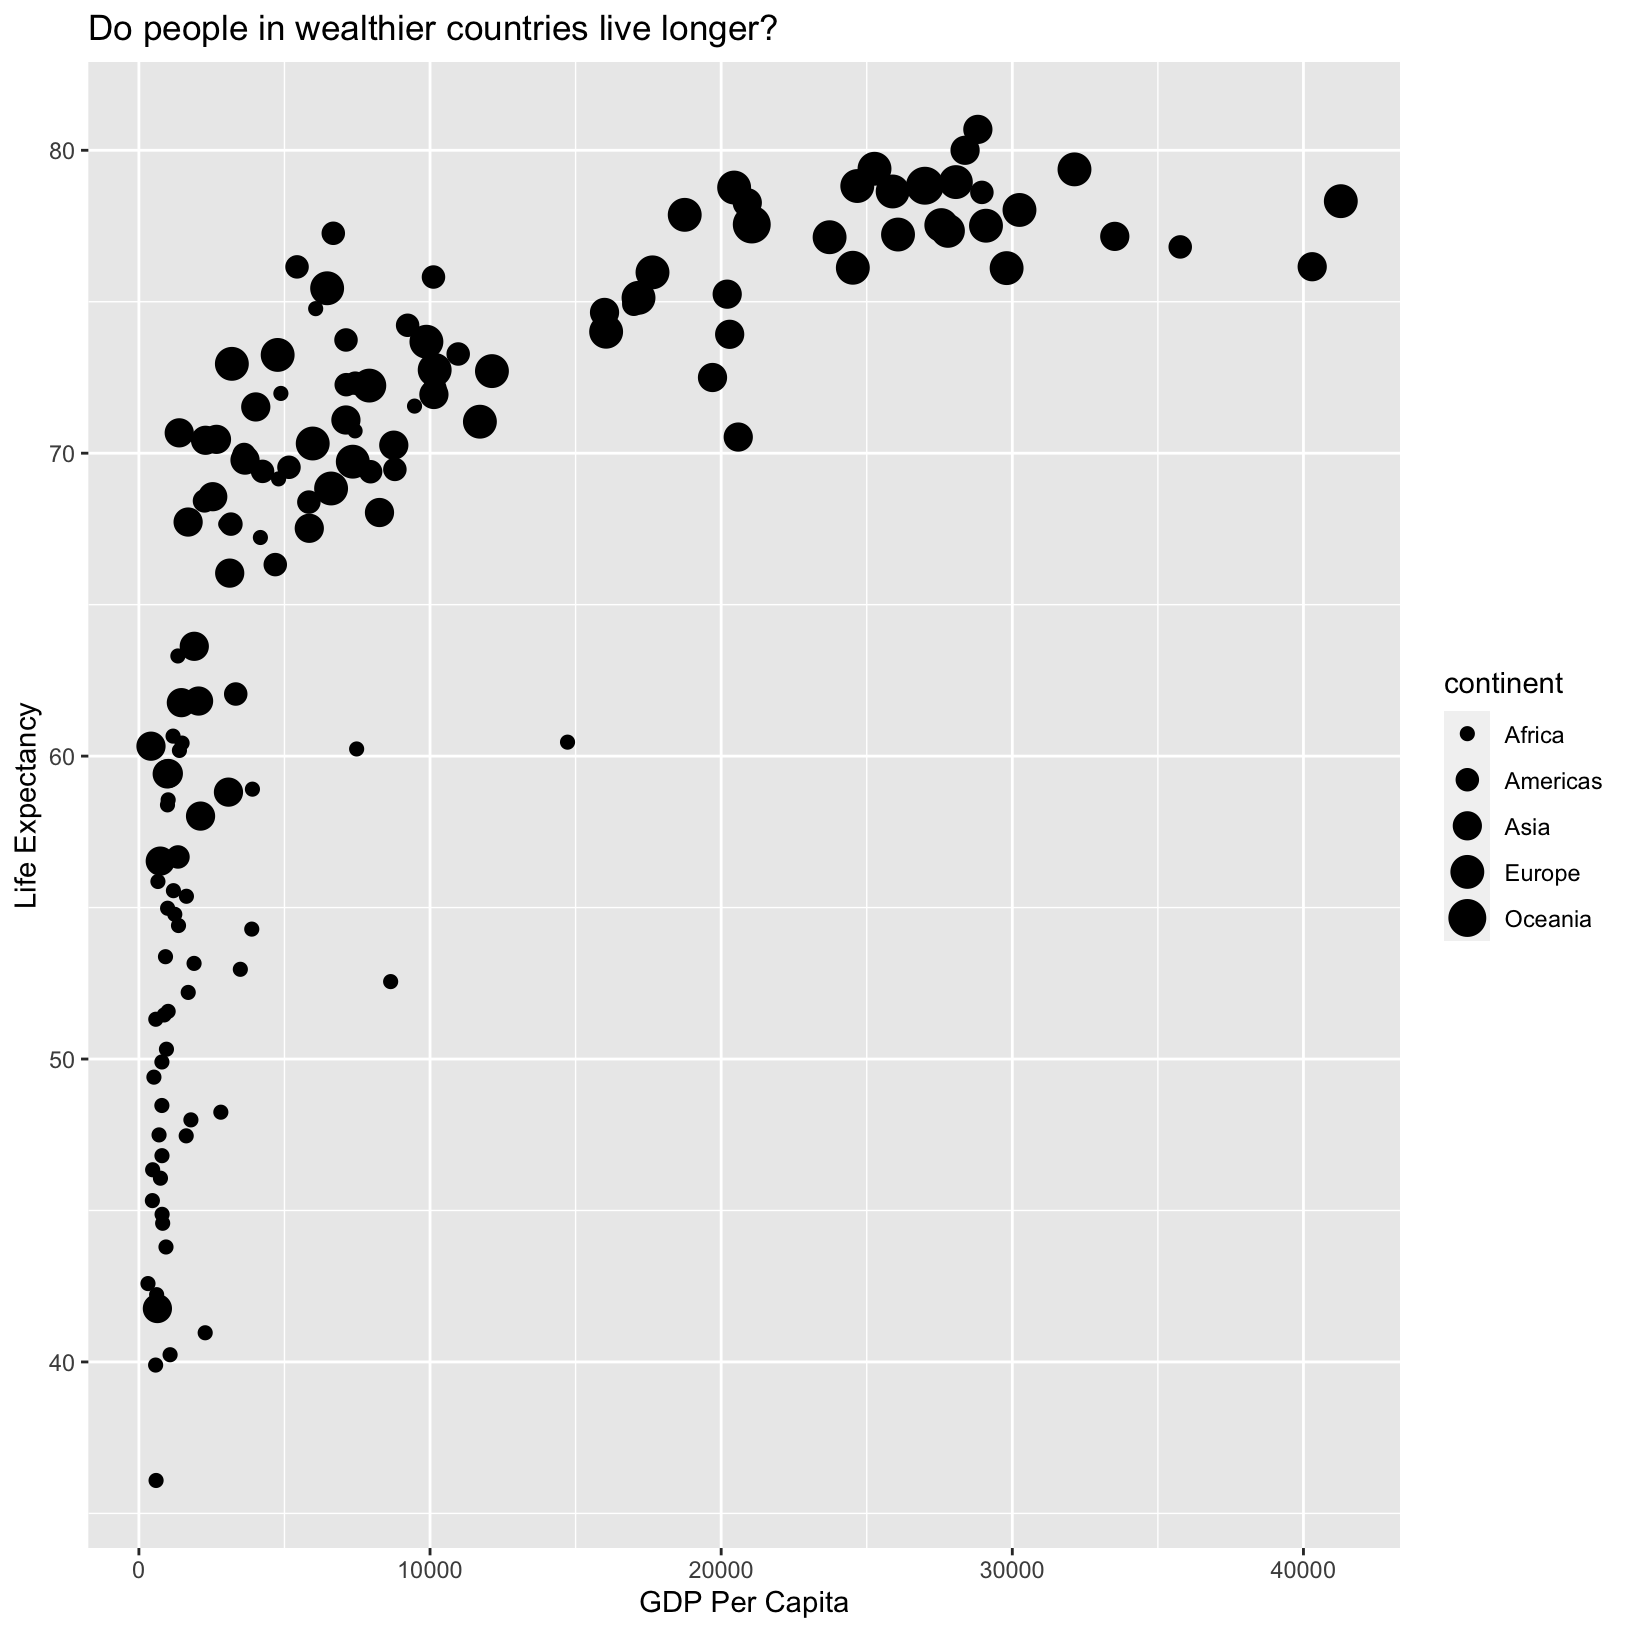 Do people in wealthier countries live longer?
80
70
60
50
40
Life Expectancy
0 10000 20000 30000 40000
GDP Per Capita
continent
Africa
Americas
Asia
Europe
Oceania